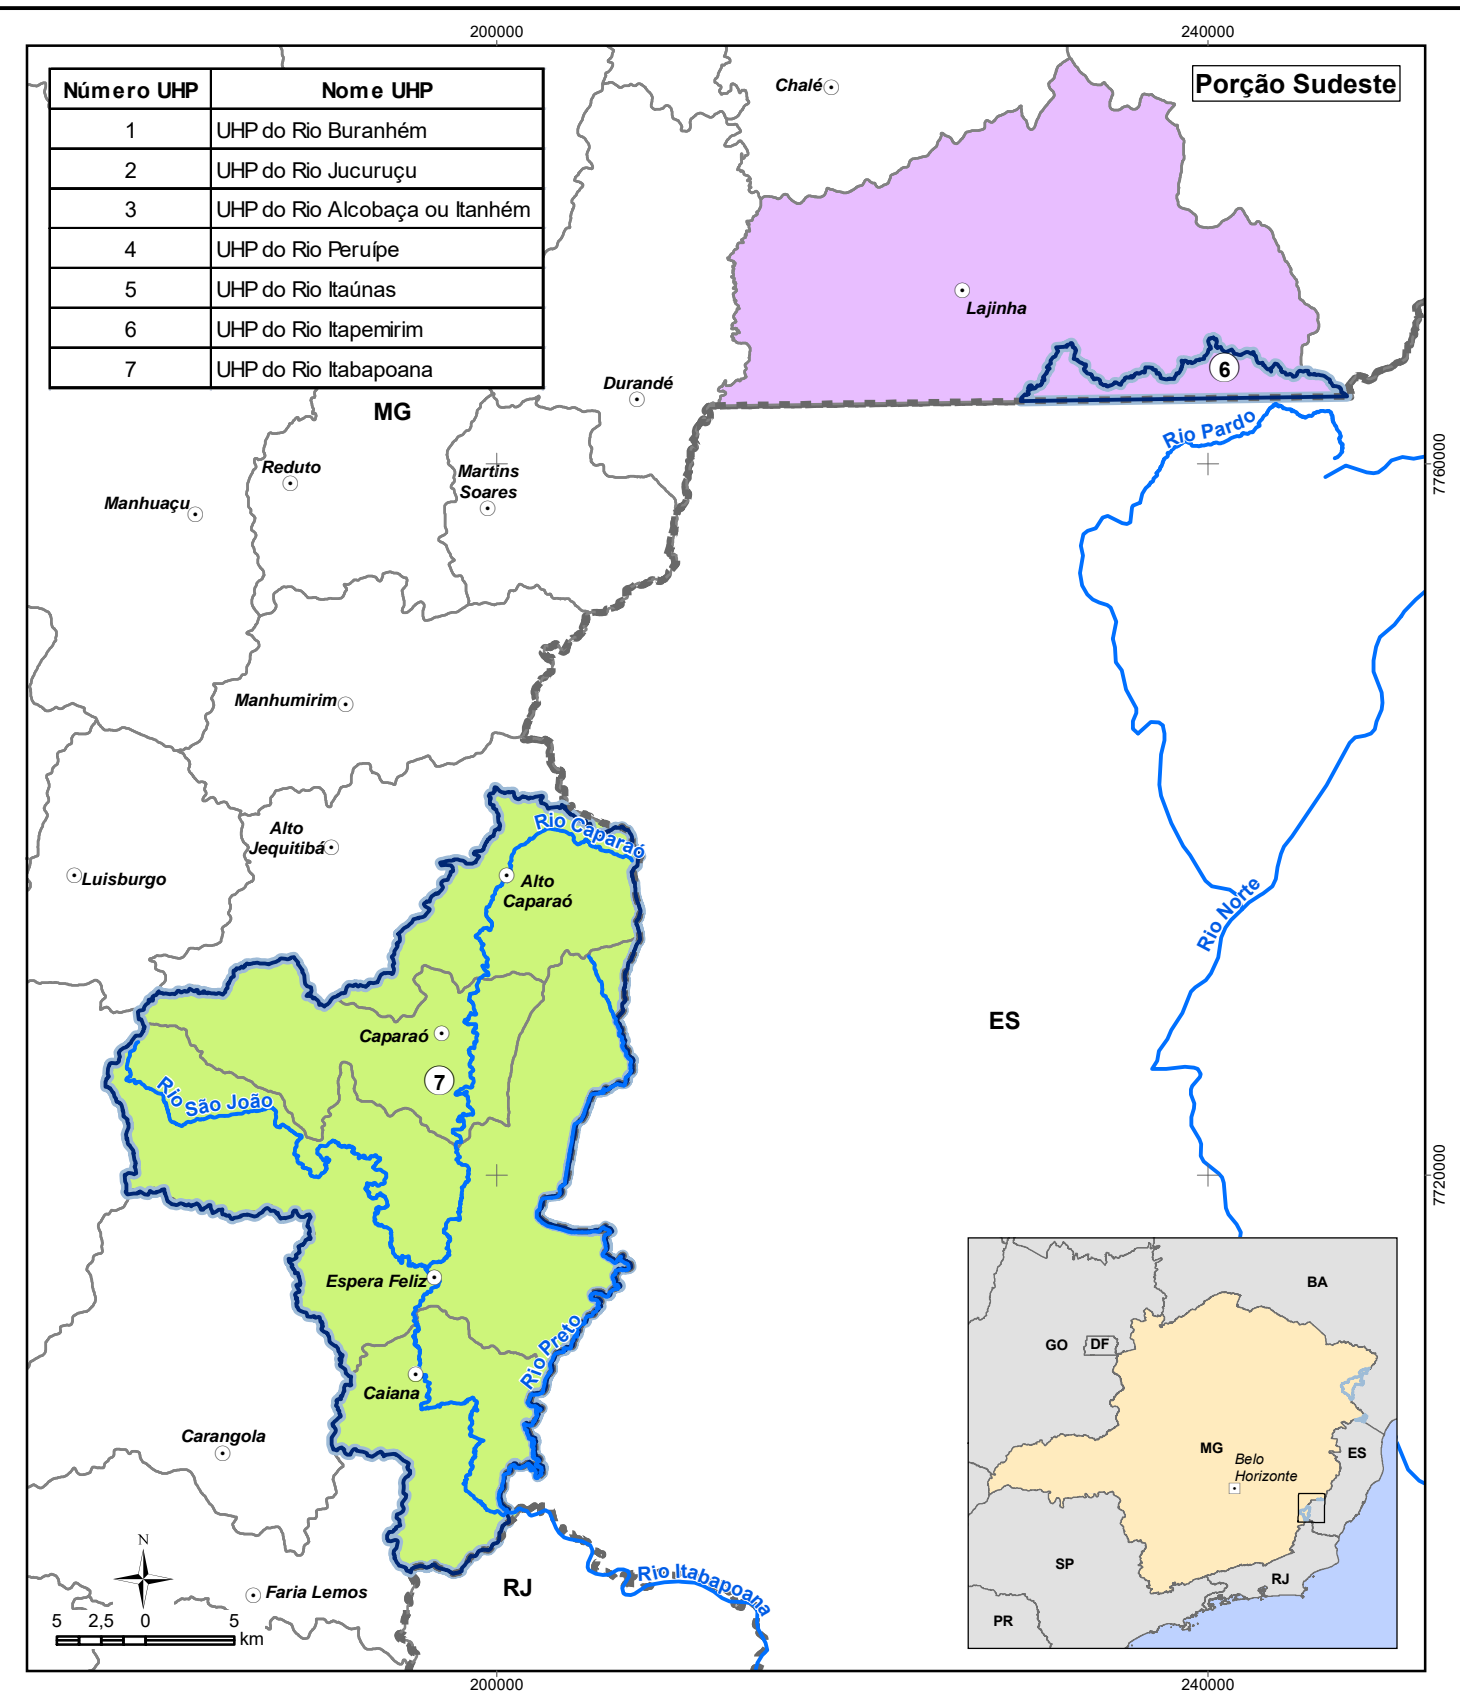 200000
240000
Número UHP Nome UHP
1 UHP do Rio Buranhém
2 UHP do Rio Jucuruçu
3 UHP do Rio Alcobaça ou Itanhém
4 UHP do Rio Peruípe
5 UHP do Rio Itaúnas
6 UHP do Rio Itapemirim
7 UHP do Rio Itabapoana
Porção Sudeste
Chalé
Lajinha
6
Durandé
MG
Rio Pardo
Reduto
Martins
Soares
Manhuaçu
7760000
Manhumirim
Alto
Jequitibá
Rio Caparaó
Luisburgo
Alto
Caparaó
Rio Norte
Caparaó
ES
7
Rio
São João
7720000
Espera Feliz
Rio Preto
Caiana
Carangola
BA
GO
DF
MG
Belo
Horizonte
ES
SP
RJ
PR
N
Faria Lemos
RJ
Rio Itabapoana
5 2,5 0 5
km
200000
240000